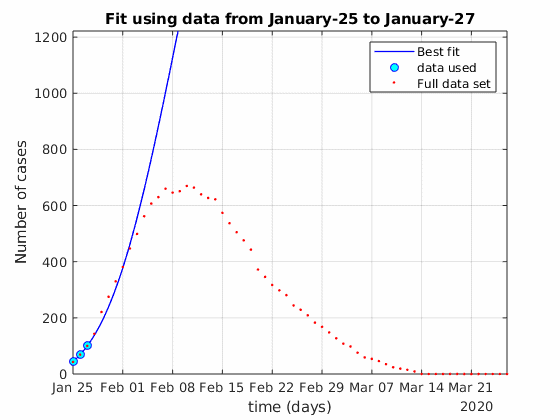 Fit using data from January-25 to January-27
Best fit
data used
Full data set
Number of cases
1200
1000
800
600
400
200
0
Jan 25 Feb 01 Feb 08 Feb 15 Feb 22 Feb 29 Mar 07 Mar 14 Mar 21
time (days)
2020